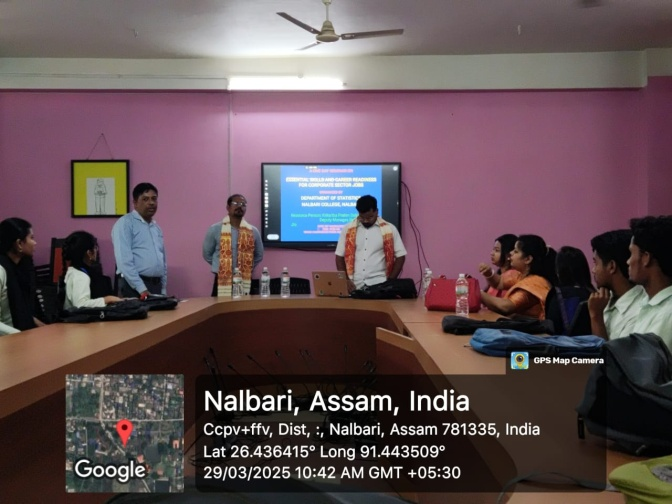 ESSENTIAL SKILLS AND CAREER READINESS
FOR CORPORATE SECTOR JOBS
DEPARTMENT OF STATISTICS
NALBARI COLLEGE, NALBARI
GPS Map Camera
Nalbari, Assam, India
Ccpv+ffv, Dist, :, Nalbari, Assam 781335, India
Lat 26.436415° Long 91.443509°
29/03/2025 10:42 AM GMT +05:30
Google